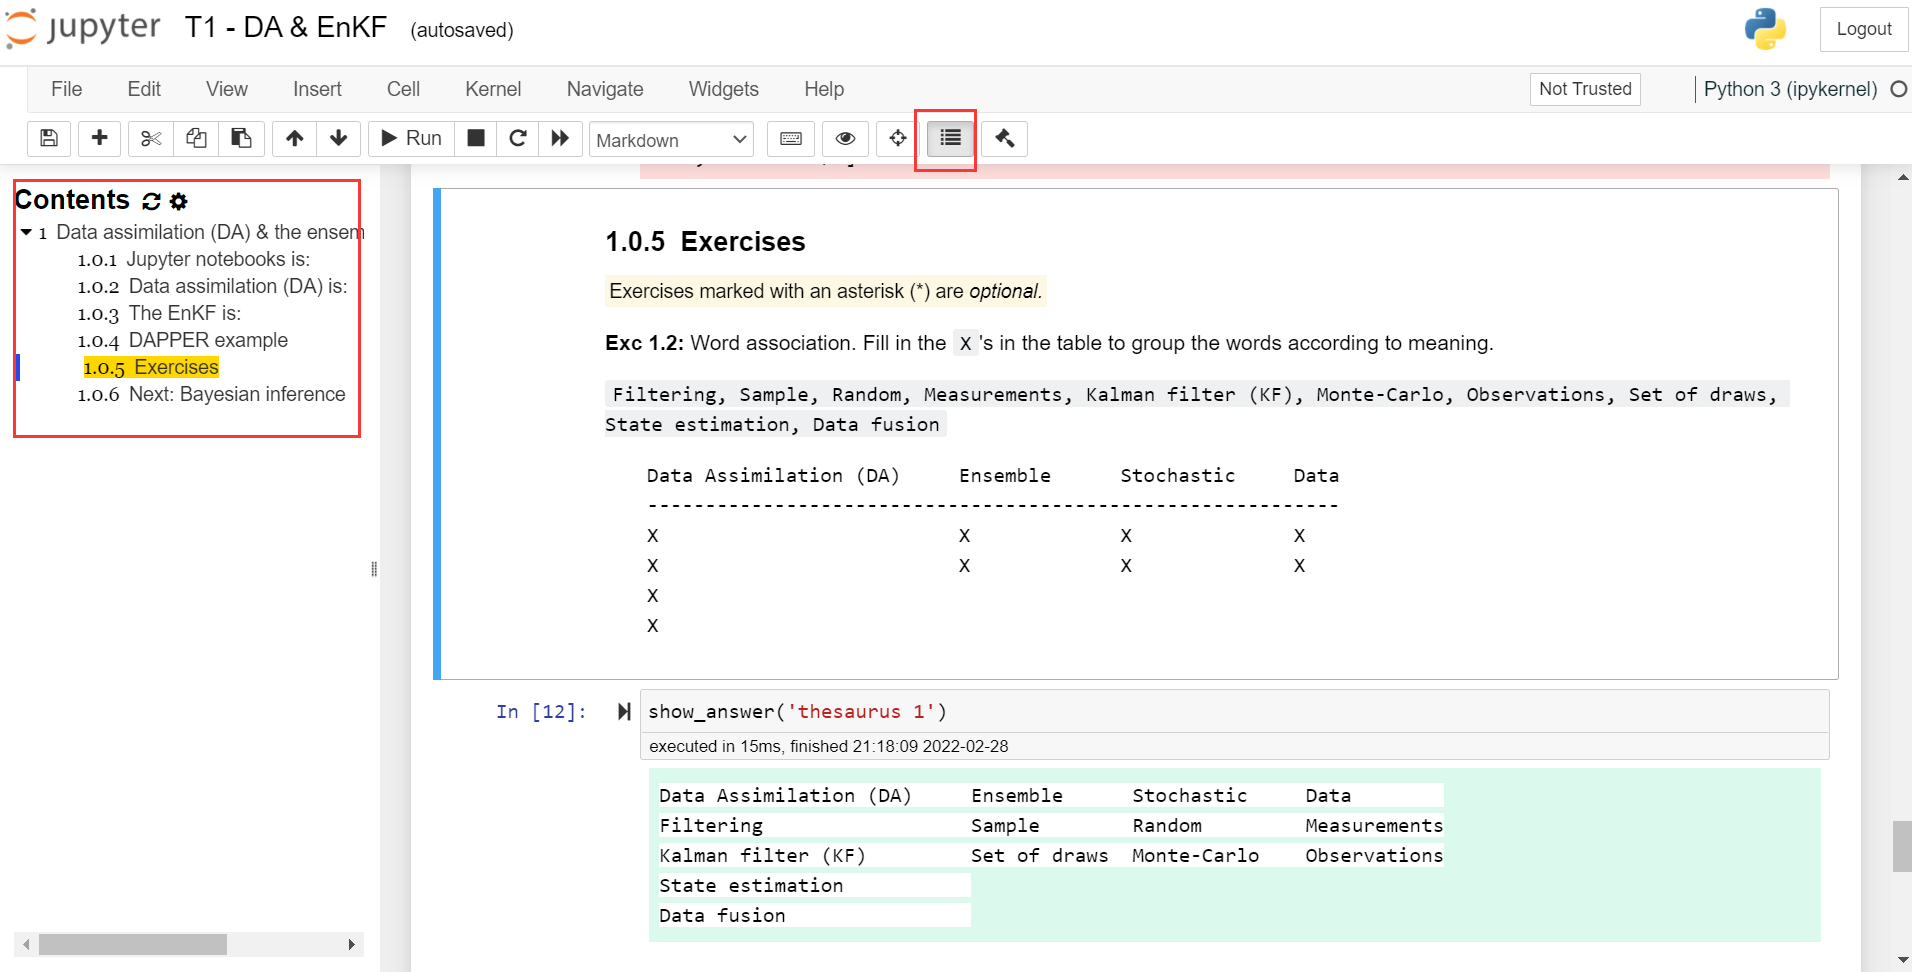 jupyter T1 - DA & EnKF (autosaved) Logout
File Edit View Insert Cell Kernel Navigate Widgets Help Not Trusted Python 3 (ipykernel)
Run Markdown
Contents
1 Data assimilation (DA) & the ensem
1.0.1 Jupyter notebooks is:
1.0.2 Data assimilation (DA) is:
1.0.3 The EnKF is:
1.0.4 DAPPER example
1.0.5 Exercises
1.0.6 Next: Bayesian inference
1.0.5 Exercises
Exercises marked with an asterisk (*) are optional.
Exc 1.2: Word association. Fill in the X's in the table to group the words according to meaning.
Filtering, Sample, Random, Measurements, Kalman filter (KF), Monte-Carlo, Observations, Set of draws,
State estimation, Data fusion
Data Assimilation (DA) Ensemble Stochastic Data
------------------------------------------------------------
X X X X
X X X X
X
X
In [12]: show_answer('thesaurus 1')
executed in 15ms, finished 21:18:09 2022-02-28
Data Assimilation (DA) Ensemble Stochastic Data
Filtering Sample Random Measurements
Kalman filter (KF) Set of draws Monte-Carlo Observations
State estimation
Data fusion